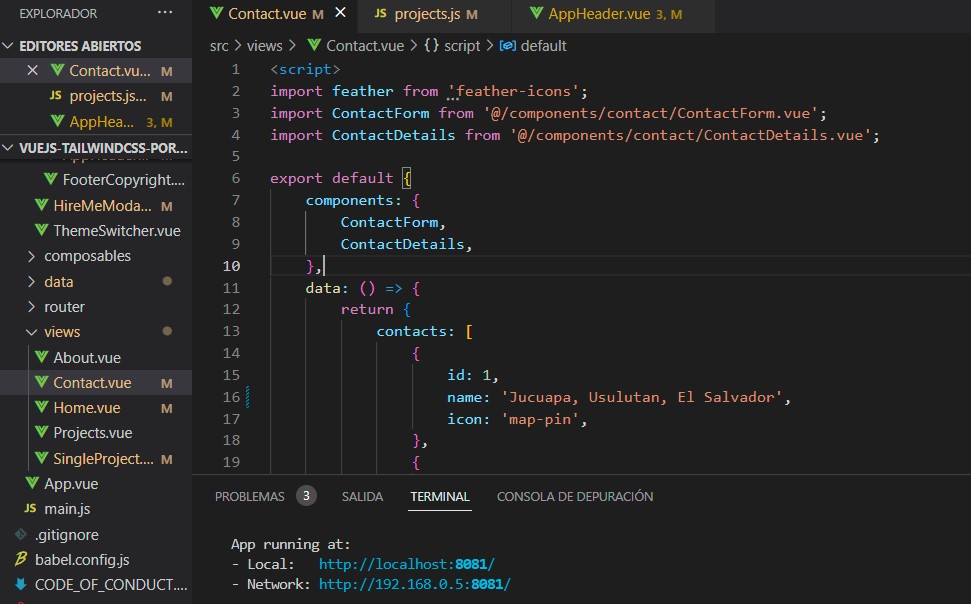 EXPLORADOR ...
EDITORES ABIERTOS
Contact.vu... M
JS projects.js... M
AppHea... 3, M
VUEJS-TAILWINDCSS-POR...
FooterCopyright....
HireMeModa... M
ThemeSwitcher.vue
composables
data
router
views
About.vue
Contact.vue M
Home.vue M
Projects.vue
SingleProject.... M
App.vue
JS main.js
.gitignore
babel.config.js
CODE_OF_CONDUCT....
Contact.vue M
JS projects.js M
AppHeader.vue 3, M
src > views > Contact.vue > {} script > default
1 <script>
2 import feather from 'feather-icons';
3 import ContactForm from '@/components/contact/ContactForm.vue';
4 import ContactDetails from '@/components/contact/ContactDetails.vue';
5
6 export default {
7 components: {
8 ContactForm,
9 ContactDetails,
10 },
11 data: () => {
12 return {
13 contacts: [
14 {
15 id: 1,
16 name: 'Jucuapa, Usulutan, El Salvador',
17 icon: 'map-pin',
18 },
19 {
PROBLEMAS 3 SALIDA TERMINAL CONSOLA DE DEPURACIÓN
App running at:
- Local: http://localhost:8081/
- Network: http://192.168.0.5:8081/